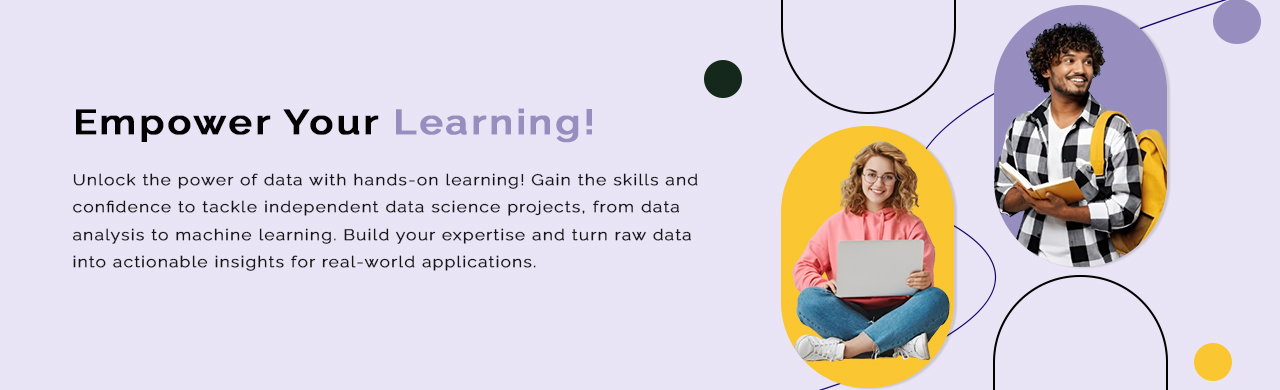 Empower Your Learning!
Unlock the power of data with hands-on learning! Gain the skills and
confidence to tackle independent data science projects, from data
analysis to machine learning. Build your expertise and turn raw data
into actionable insights for real-world applications.